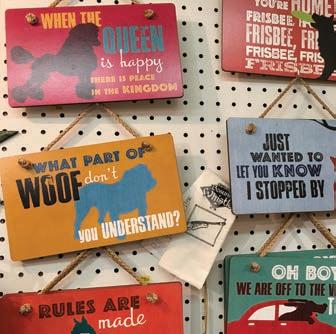 WHEN THE
QUEEN
is happy
THERE IS PEACE
IN THE KINGDOM
YOU'RE HOME!
FRISBEE
FRISBEE, FRI
FRISBEE, FRIS
FRISBE
WHAT PART OF
WOOF don't
YOU UNDERSTAND?
JUST
WANTED TO
LET YOU KNOW
I STOPPED BY
RULES ARE
made
OH BOY
WE ARE OFF TO THE V